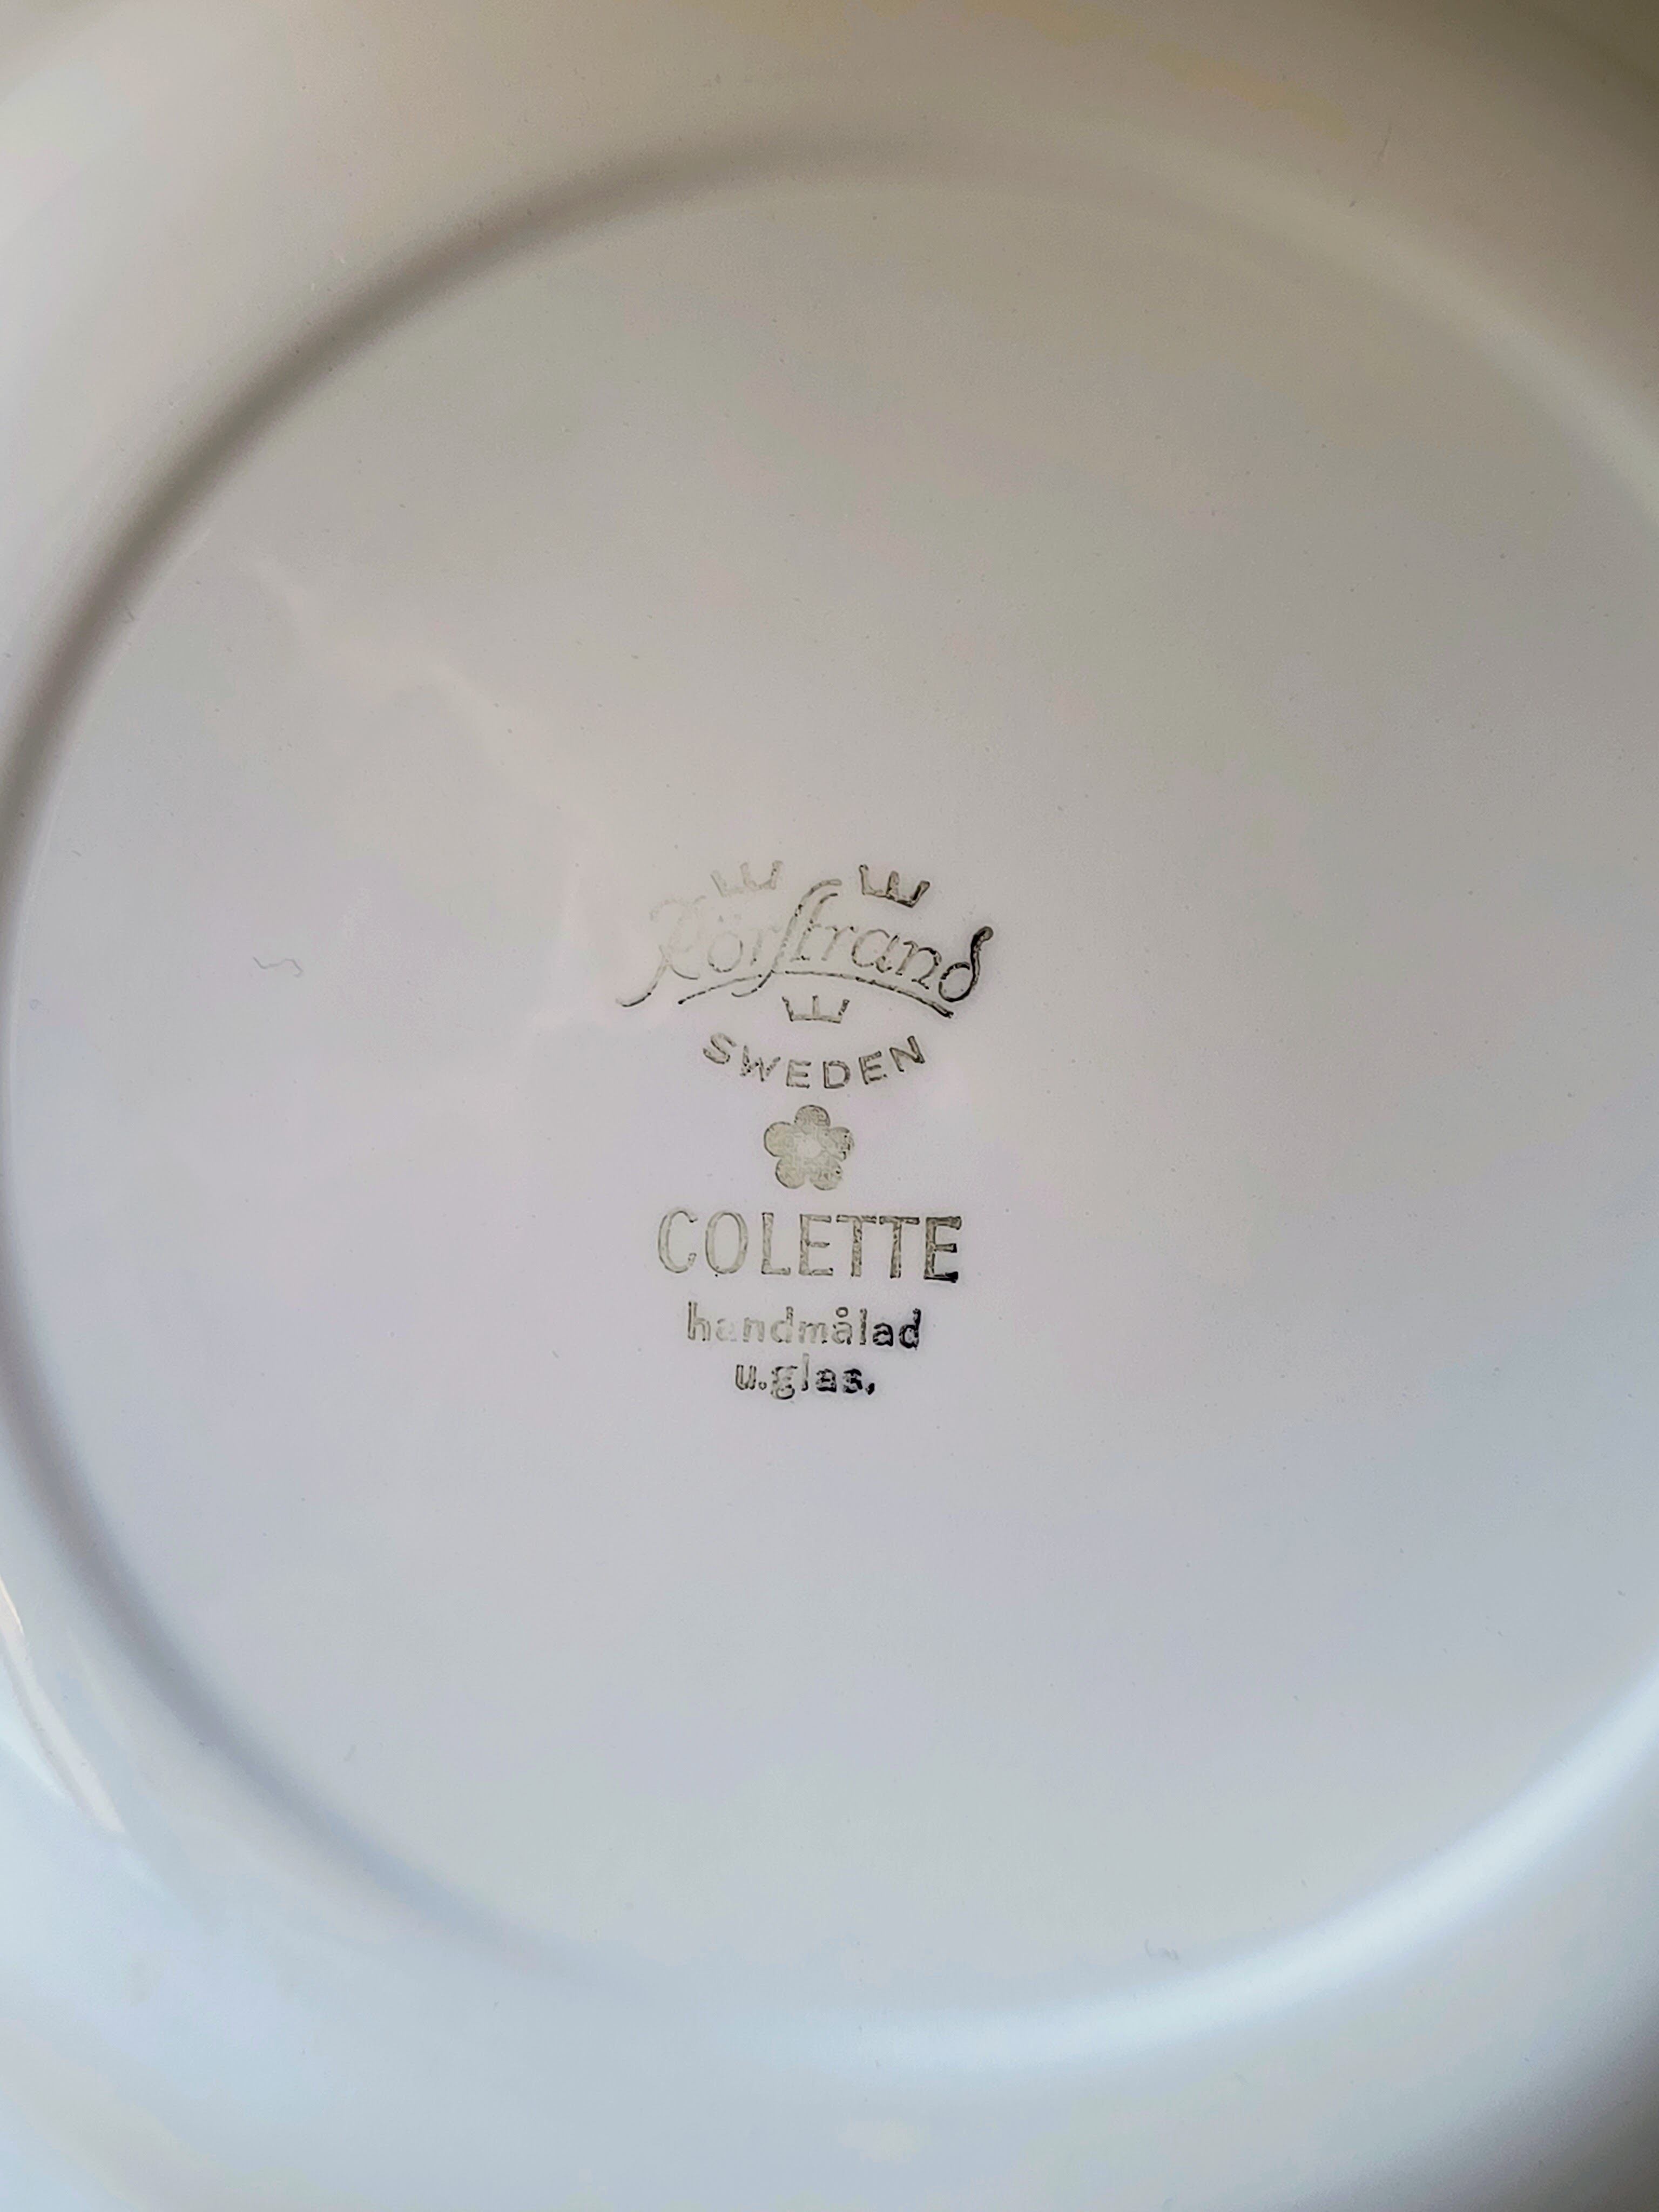 Rörstrand
SWEDEN
COLETTE
handmålad
u.glas.